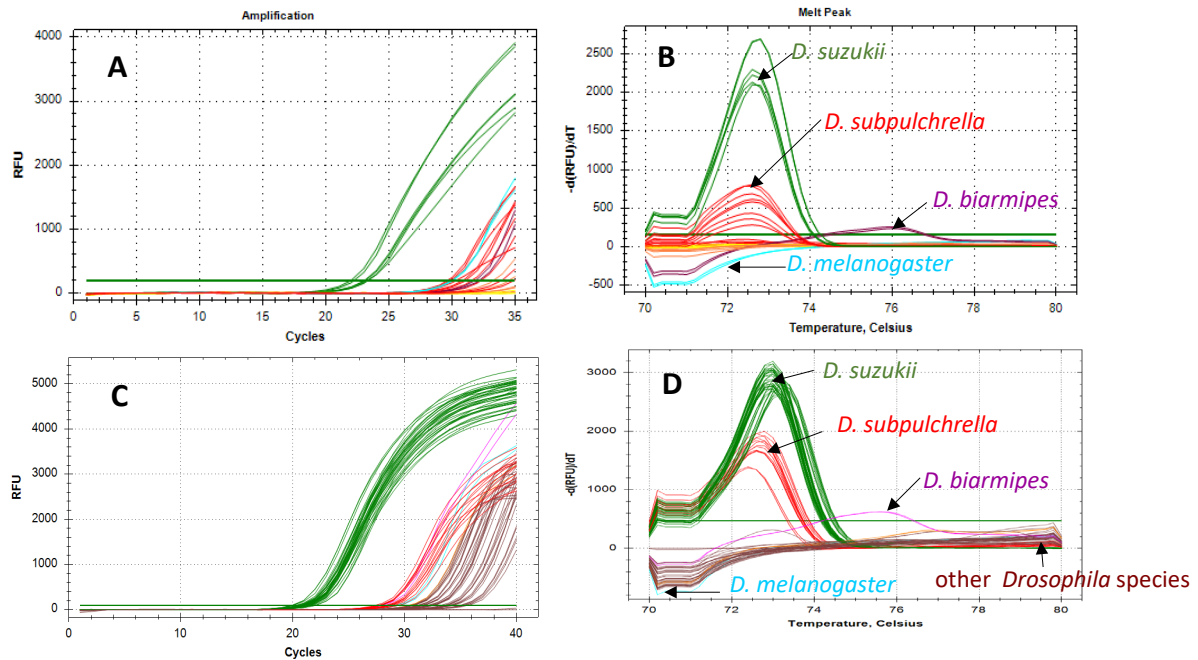 Amplification
A
4000
3000
2000
1000
0
RFU
0 5 10 15 20 25 30 35
Cycles
Melt Peak
B
2500
2000
1500
1000
500
0
-500
-d(RFU)/dT
70 72 74 76 78 80
Temperature, Celsius
D. suzukii
D. subpulchrella
D. biarmipes
D. melanogaster
C
5000
4000
3000
2000
1000
0
RFU
0 10 20 30 40
Cycles
D
3000
2000
1000
0
-d(RFU)/dT
70 72 74 76 78 80
Temperature, Celsius
D. suzukii
D. subpulchrella
D. biarmipes
D. melanogaster
other Drosophila species